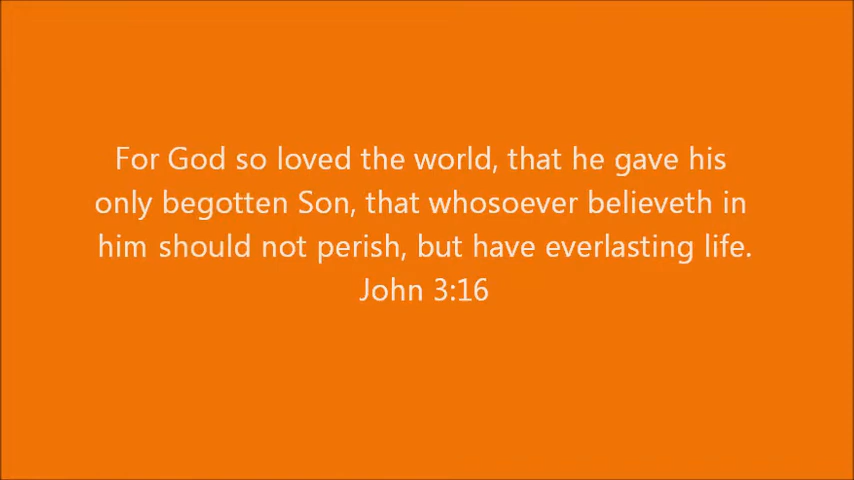 For God so loved the world, that he gave his
only begotten Son, that whosoever believeth in
him should not perish, but have everlasting life.
John 3:16